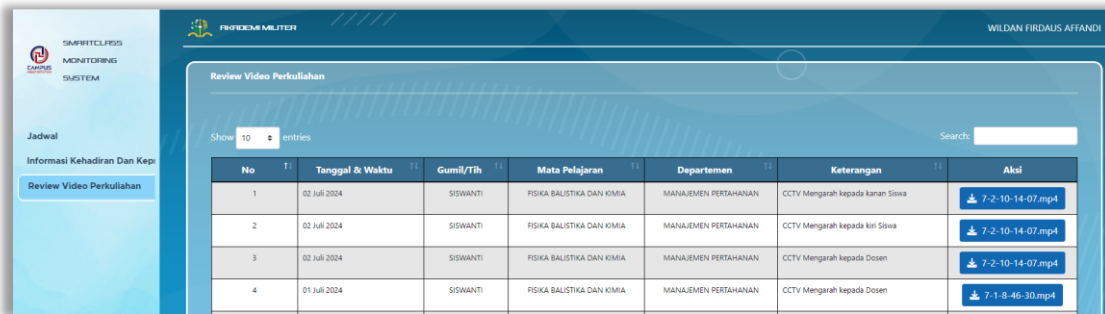 SMARTCLASS
MONITORING
SYSTEM
CAMPUS
AKADEMI MILITER
WILDAN FIRDAUS AFFANDI
Jadwal
Informasi Kehadiran Dan Kep
Review Video Perkuliahan
Review Video Perkuliahan
Show 10 entries
Search:
No Tanggal & Waktu Gumil/Tih Mata Pelajaran Departemen Keterangan Aksi
1 02 Juli 2024 SISWANTI FISIKA BALISTIKA DAN KIMIA MANAJEMEN PERTAHANAN CCTV Mengarah kepada kanan Siswa 7-2-10-14-07.mp4
2 02 Juli 2024 SISWANTI FISIKA BALISTIKA DAN KIMIA MANAJEMEN PERTAHANAN CCTV Mengarah kepada kiri Siswa 7-2-10-14-07.mp4
3 02 Juli 2024 SISWANTI FISIKA BALISTIKA DAN KIMIA MANAJEMEN PERTAHANAN CCTV Mengarah kepada Dosen 7-2-10-14-07.mp4
4 01 Juli 2024 SISWANTI FISIKA BALISTIKA DAN KIMIA MANAJEMEN PERTAHANAN CCTV Mengarah kepada Dosen 7-1-8-46-30.mp4